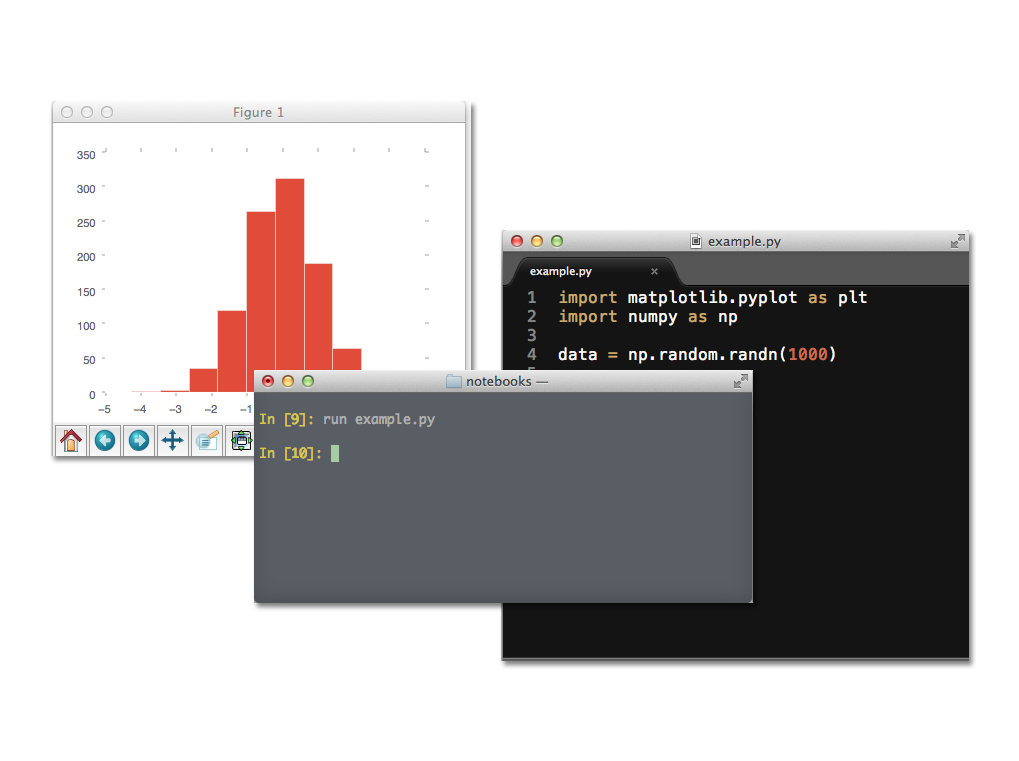 Figure 1
350
300
250
200
150
100
50
0
−5 −4 −3 −2 −1
example.py
example.py ×
1 import matplotlib.pyplot as plt
2 import numpy as np
3
4 data = np.random.randn(1000)
notebooks —
In [9]: run example.py
In [10]: